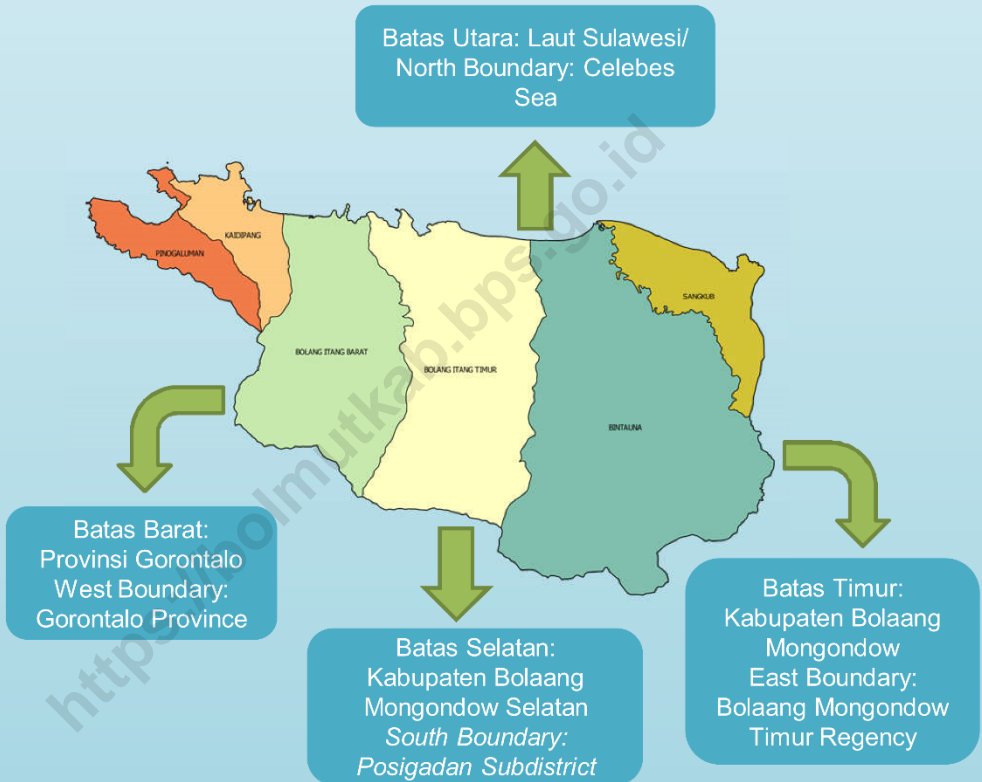 Batas Utara: Laut Sulawesi/
North Boundary: Celebes
Sea
KAIDIPANG
PINOGALUMAN
SANGKUB
BOLANG ITANG BARAT
BOLANG ITANG TIMUR
BINTAUNA
Batas Barat:
Provinsi Gorontalo
West Boundary:
Gorontalo Province
Batas Selatan:
Kabupaten Bolaang
Mongondow Selatan
South Boundary:
Posigadan Subdistrict
Batas Timur:
Kabupaten Bolaang
Mongondow
East Boundary:
Bolaang Mongondow
Timur Regency
https://bolmutkab.bps.go.id